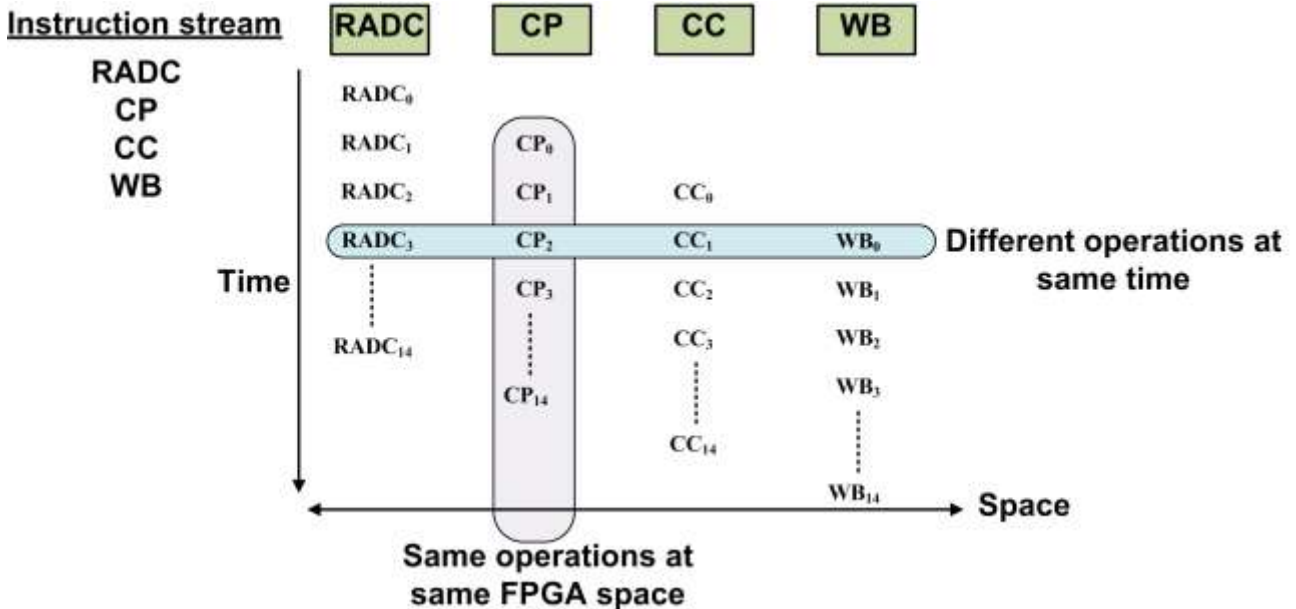 Instruction stream
RADC
CP
CC
WB
RADC CP CC WB
RADC₀
RADC₁ CP₀
RADC₂ CP₁ CC₀
RADC₃ CP₂ CC₁ WB₀
Different operations at
same time
Time
CP₃ CC₂ WB₁
RADC₁₄ CC₃ WB₂
CP₁₄ WB₃
CC₁₄
WB₁₄
Space
Same operations at
same FPGA space